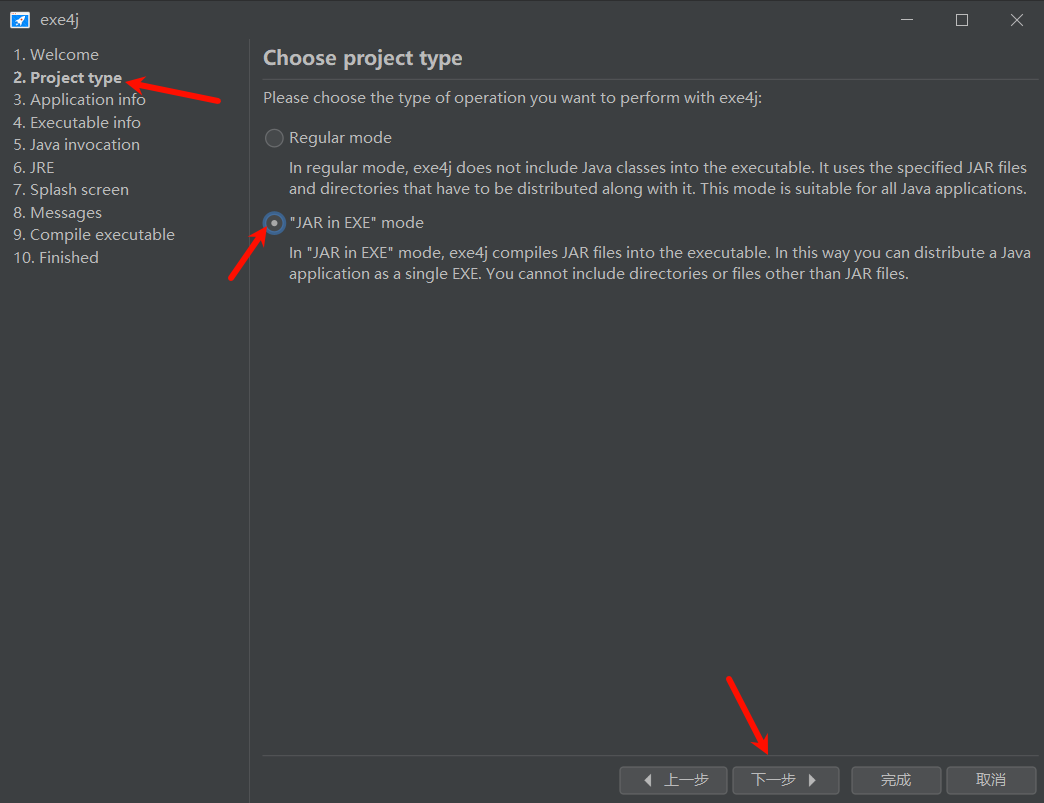 exe4j
1. Welcome
2. Project type
3. Application info
4. Executable info
5. Java invocation
6. JRE
7. Splash screen
8. Messages
9. Compile executable
10. Finished
Choose project type
Please choose the type of operation you want to perform with exe4j:
Regular mode
In regular mode, exe4j does not include Java classes into the executable. It uses the specified JAR files
and directories that have to be distributed along with it. This mode is suitable for all Java applications.
"JAR in EXE" mode
In "JAR in EXE" mode, exe4j compiles JAR files into the executable. In this way you can distribute a Java
application as a single EXE. You cannot include directories or files other than JAR files.
上一步
下一步
完成
取消